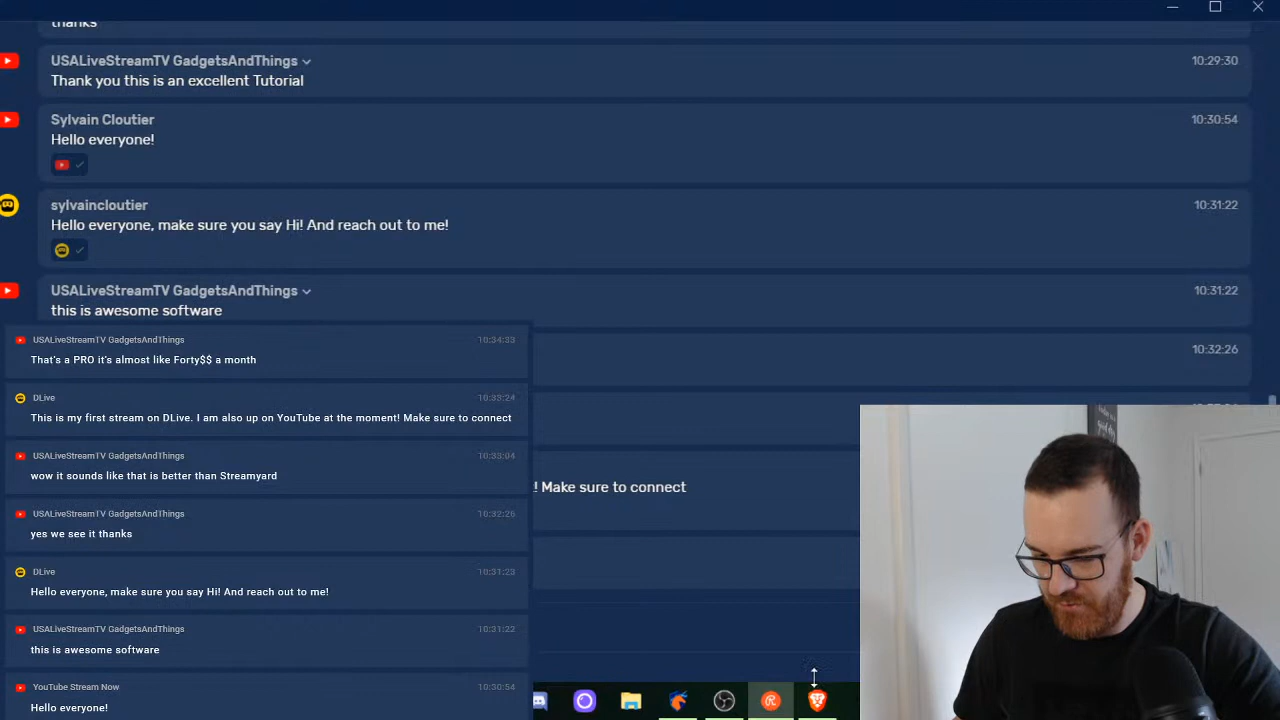 thanks
USALiveStreamTV GadgetsAndThings 10:29:30
Thank you this is an excellent Tutorial
Sylvain Cloutier 10:30:54
Hello everyone!
sylvaincloutier 10:31:22
Hello everyone, make sure you say Hi! And reach out to me!
USALiveStreamTV GadgetsAndThings 10:31:22
this is awesome software
10:32:26
! Make sure to connect
USALiveStreamTV GadgetsAndThings 10:34:33
That's a PRO it's almost like Forty$$ a month
DLive 10:33:24
This is my first stream on DLive. I am also up on YouTube at the moment! Make sure to connect
USALiveStreamTV GadgetsAndThings 10:33:04
wow it sounds like that is better than Streamyard
USALiveStreamTV GadgetsAndThings 10:32:26
yes we see it thanks
DLive 10:31:23
Hello everyone, make sure you say Hi! And reach out to me!
USALiveStreamTV GadgetsAndThings 10:31:22
this is awesome software
YouTube Stream Now 10:30:54
Hello everyone!